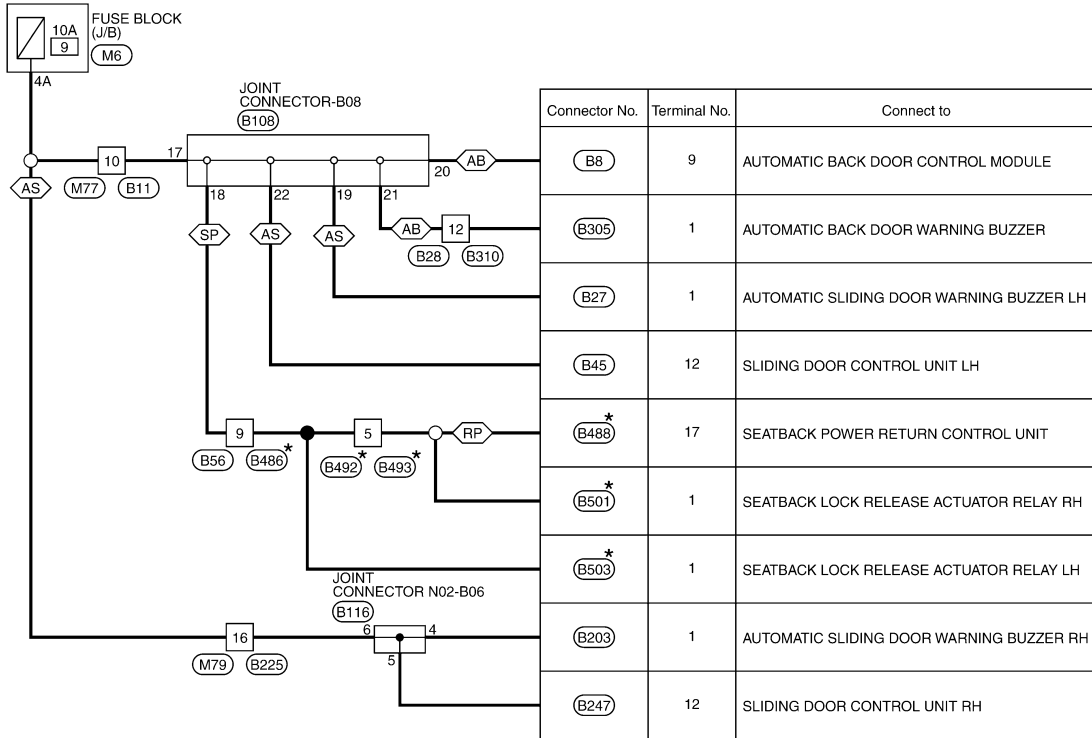 FUSE BLOCK
(J/B)
10A
9
M6
4A
JOINT
CONNECTOR-B08
B108
17
10
M77 B11
AS
20
AB
18 22 19 21
SP AS AS AB 12
B28 B310
9
B56 B486*
5
B492* B493*
RP
JOINT
CONNECTOR N02-B06
B116
6 4
5
16
M79 B225
Connector No. Terminal No. Connect to
B8 9 AUTOMATIC BACK DOOR CONTROL MODULE
B305 1 AUTOMATIC BACK DOOR WARNING BUZZER
B27 1 AUTOMATIC SLIDING DOOR WARNING BUZZER LH
B45 12 SLIDING DOOR CONTROL UNIT LH
B488* 17 SEATBACK POWER RETURN CONTROL UNIT
B501* 1 SEATBACK LOCK RELEASE ACTUATOR RELAY RH
B503* 1 SEATBACK LOCK RELEASE ACTUATOR RELAY LH
B203 1 AUTOMATIC SLIDING DOOR WARNING BUZZER RH
B247 12 SLIDING DOOR CONTROL UNIT RH